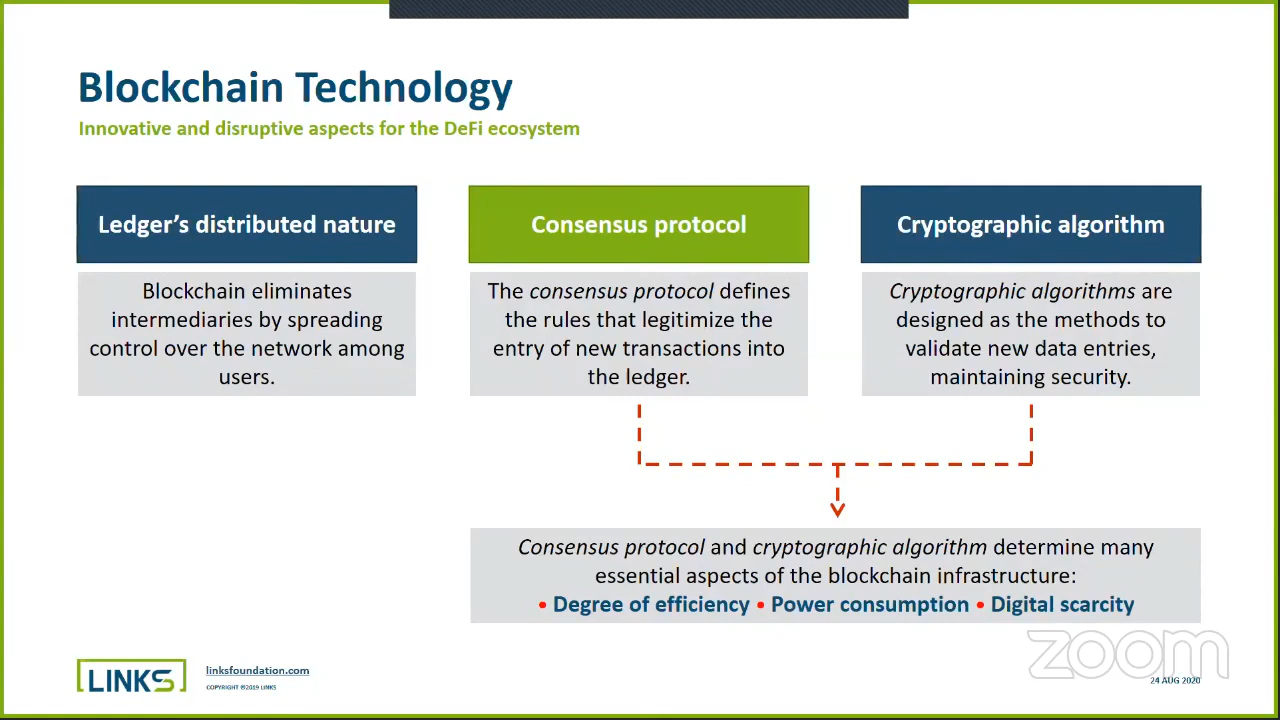 Blockchain Technology
Innovative and disruptive aspects for the DeFi ecosystem
Ledger’s distributed nature
Blockchain eliminates
intermediaries by spreading
control over the network among
users.
Consensus protocol
The consensus protocol defines
the rules that legitimize the
entry of new transactions into
the ledger.
Cryptographic algorithm
Cryptographic algorithms are
designed as the methods to
validate new data entries,
maintaining security.
Consensus protocol and cryptographic algorithm determine many
essential aspects of the blockchain infrastructure:
• Degree of efficiency • Power consumption • Digital scarcity
LINKS
linksfoundation.com
COPYRIGHT ©2019 LINKS
zoom
24 AUG 2020